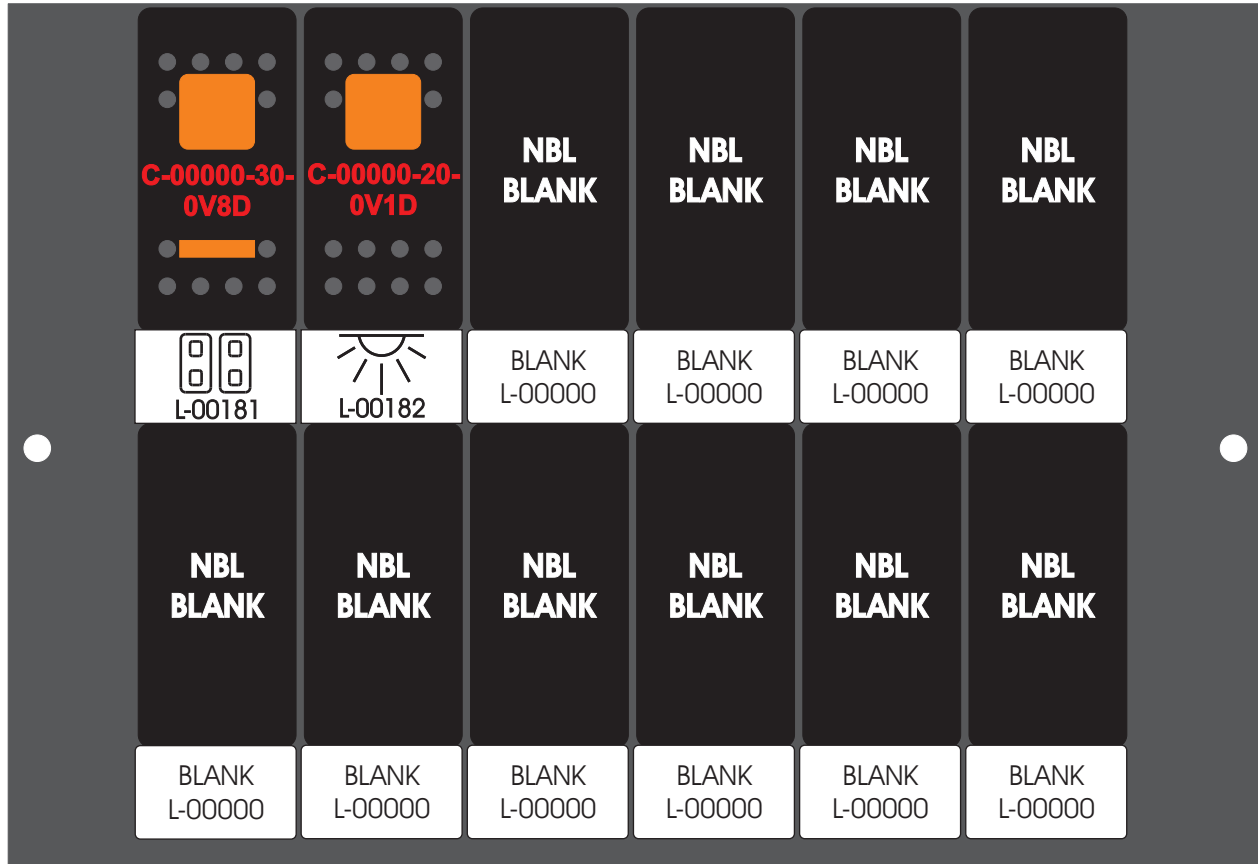 C-00000-30-
0V8D
C-00000-20-
0V1D
NBL
BLANK
NBL
BLANK
NBL
BLANK
NBL
BLANK
L-00181
L-00182
BLANK
L-00000
BLANK
L-00000
BLANK
L-00000
BLANK
L-00000
NBL
BLANK
NBL
BLANK
NBL
BLANK
NBL
BLANK
NBL
BLANK
NBL
BLANK
BLANK
L-00000
BLANK
L-00000
BLANK
L-00000
BLANK
L-00000
BLANK
L-00000
BLANK
L-00000